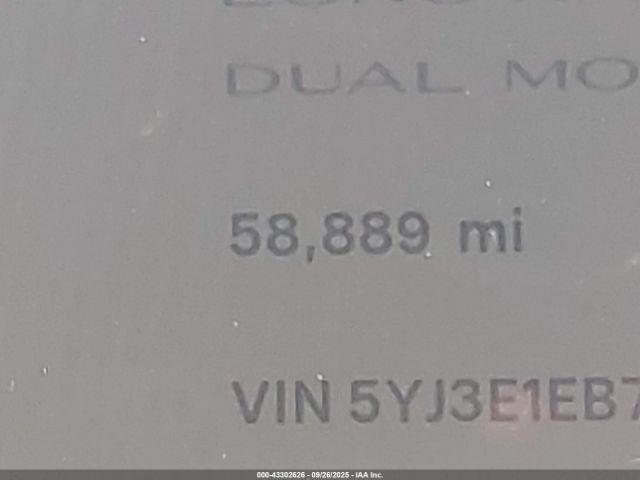 DUAL MO
58,889 mi
VIN 5YJ3E1EB7
000-43302626 - 09/26/2025 - IAA Inc.